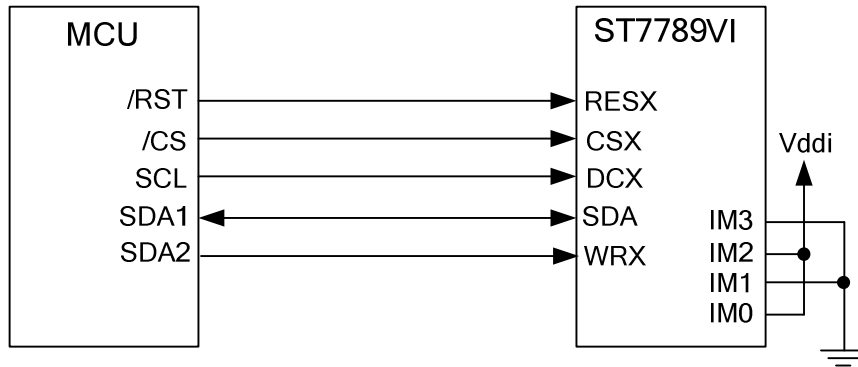 MCU
ST7789VI
/RST
RESX
/CS
CSX
Vddi
SCL
DCX
SDA1
SDA
IM3
SDA2
WRX
IM2
IM1
IM0